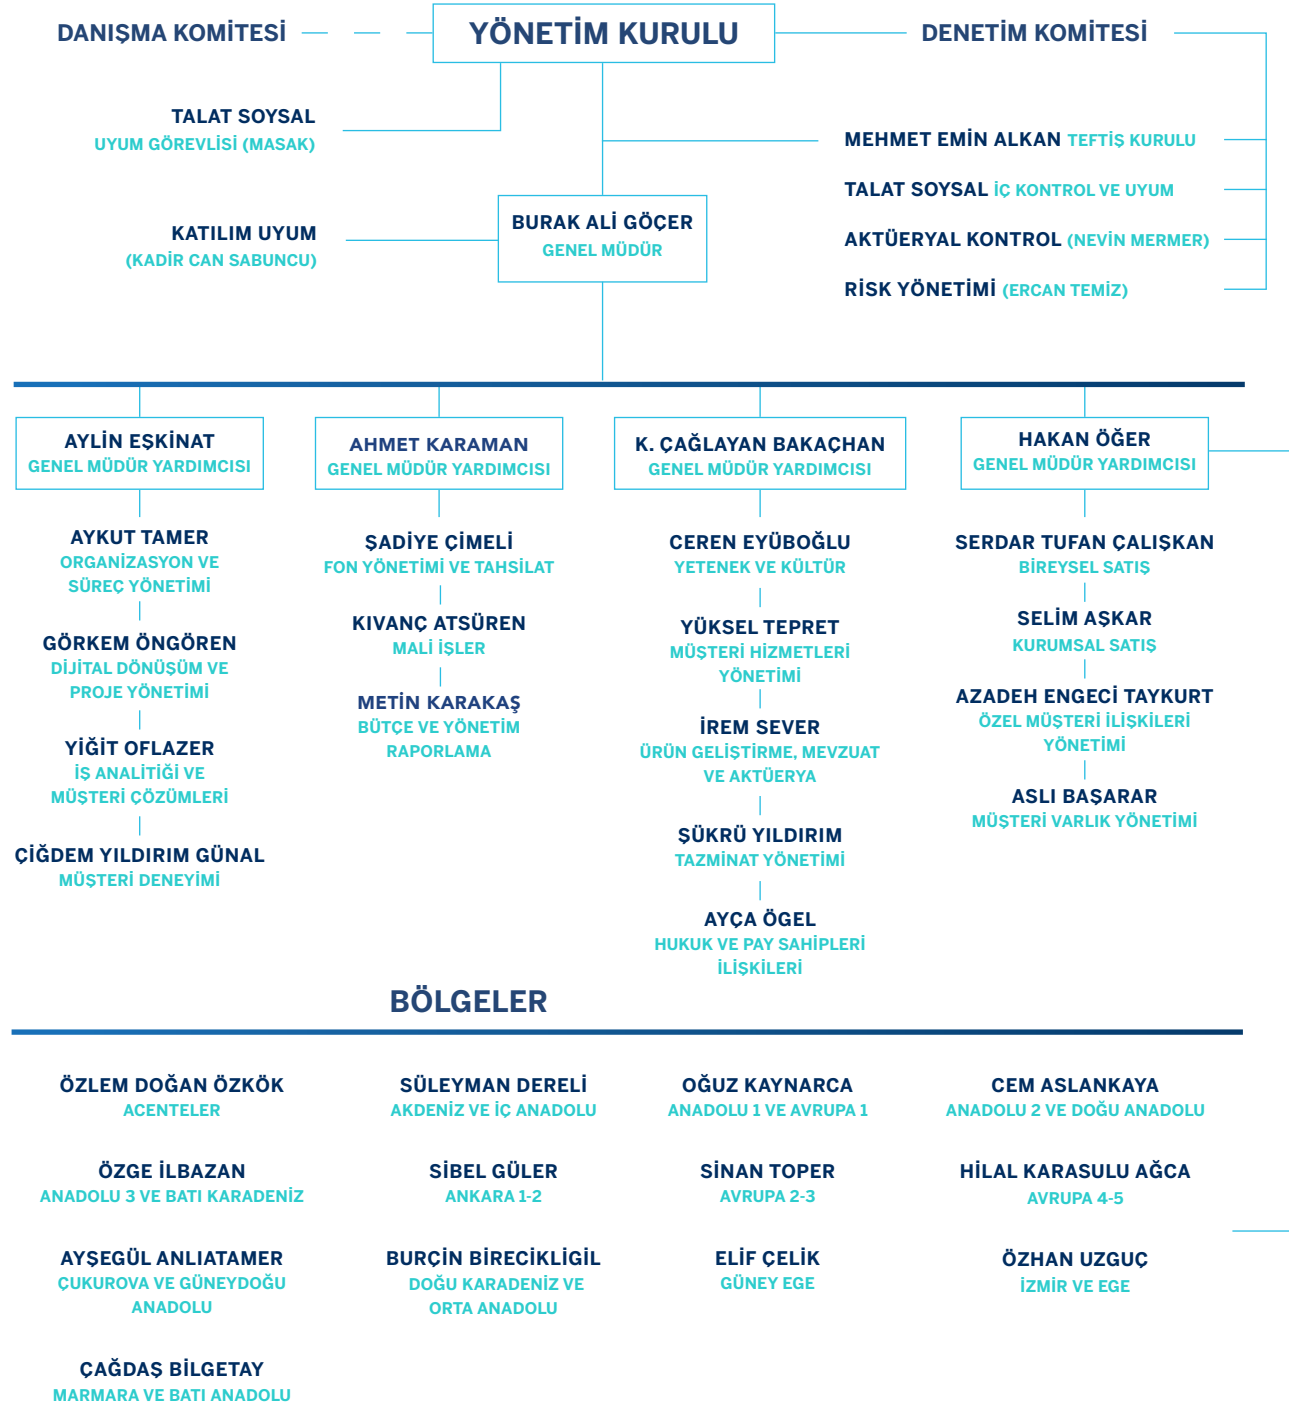 DANIŞMA KOMİTESİ
YÖNETİM KURULU
DENETİM KOMİTESİ
TALAT SOYSAL
UYUM GÖREVLİSİ (MASAK)
MEHMET EMİN ALKAN TEFTİŞ KURULU
TALAT SOYSAL İÇ KONTROL VE UYUM
AKTÜERYAL KONTROL (NEVİN MERMER)
RİSK YÖNETİMİ (ERCAN TEMİZ)
KATILIM UYUM
(KADİR CAN SABUNCU)
BURAK ALİ GÖÇER
GENEL MÜDÜR
AYLİN EŞKİNAT
GENEL MÜDÜR YARDIMCISI
AYKUT TAMER
ORGANİZASYON VE
SÜREÇ YÖNETİMİ
GÖRKEM ÖNGÖREN
DİJİTAL DÖNÜŞÜM VE
PROJE YÖNETİMİ
YİĞİT OFLAZER
İŞ ANALİTİĞİ VE
MÜŞTERİ ÇÖZÜMLERİ
ÇİĞDEM YILDIRIM GÜNAL
MÜŞTERİ DENEYİMİ
AHMET KARAMAN
GENEL MÜDÜR YARDIMCISI
ŞADİYE ÇİMELİ
FON YÖNETİMİ VE TAHSİLAT
KIVANÇ ATSÜREN
MALİ İŞLER
METİN KARAKAŞ
BÜTÇE VE YÖNETİM
RAPORLAMA
K. ÇAĞLAYAN BAKAÇHAN
GENEL MÜDÜR YARDIMCISI
CEREN EYÜBOĞLU
YETENEK VE KÜLTÜR
YÜKSEL TEPRET
MÜŞTERİ HİZMETLERİ
YÖNETİMİ
İREM SEVER
ÜRÜN GELİŞTİRME, MEVZUAT
VE AKTÜERYA
ŞÜKRÜ YILDIRIM
TAZMİNAT YÖNETİMİ
AYÇA ÖGEL
HUKUK VE PAY SAHİPLERİ
İLİŞKİLERİ
HAKAN ÖĞER
GENEL MÜDÜR YARDIMCISI
SERDAR TUFAN ÇALIŞKAN
BİREYSEL SATIŞ
SELİM AŞKAR
KURUMSAL SATIŞ
AZADEH ENGECİ TAYKURT
ÖZEL MÜŞTERİ İLİŞKİLERİ
YÖNETİMİ
ASLI BAŞARAR
MÜŞTERİ VARLIK YÖNETİMİ
BÖLGELER
ÖZLEM DOĞAN ÖZKÖK
ACENTELER
SÜLEYMAN DERELİ
AKDENİZ VE İÇ ANADOLU
OĞUZ KAYNARCA
ANADOLU 1 VE AVRUPA 1
CEM ASLANKAYA
ANADOLU 2 VE DOĞU ANADOLU
ÖZGE İLBAZAN
ANADOLU 3 VE BATI KARADENİZ
SİBEL GÜLER
ANKARA 1-2
SİNAN TOPER
AVRUPA 2-3
HİLAL KARASULU AĞCA
AVRUPA 4-5
AYŞEGÜL ANLIATAMER
ÇUKUROVA VE GÜNEYDOĞU
ANADOLU
BURÇİN BİRECİKLİGİL
DOĞU KARADENİZ VE
ORTA ANADOLU
ELİF ÇELİK
GÜNEY EGE
ÖZHAN UZGUÇ
İZMİR VE EGE
ÇAĞDAŞ BİLGETAY
MARMARA VE BATI ANADOLU